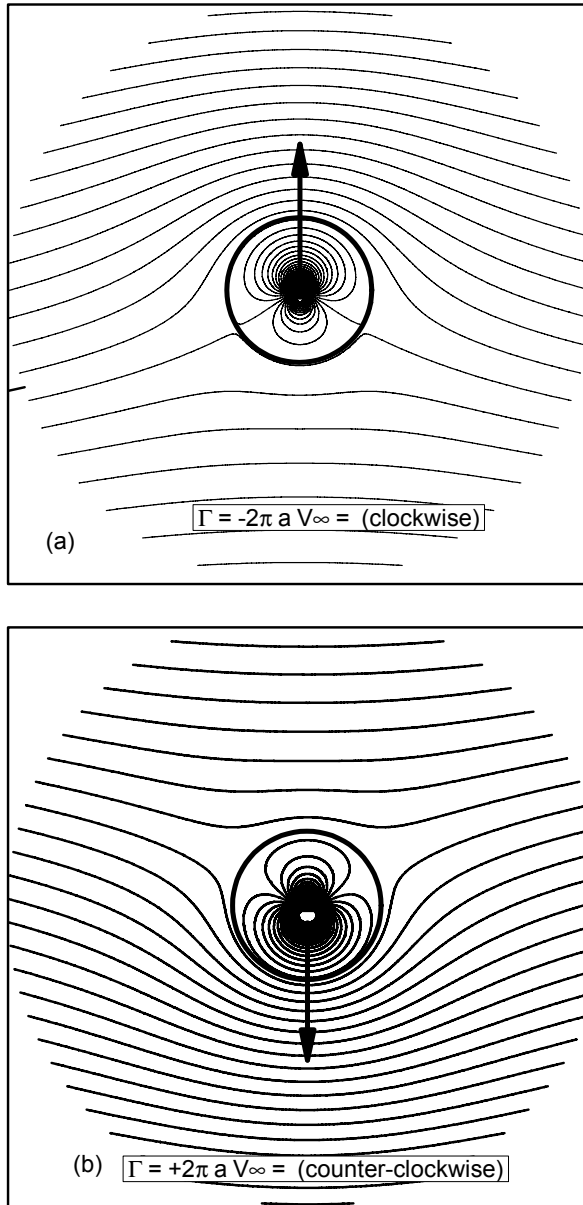 Γ = -2π a V∞ = (clockwise)
(a)
(b) Γ = +2π a V∞ = (counter-clockwise)